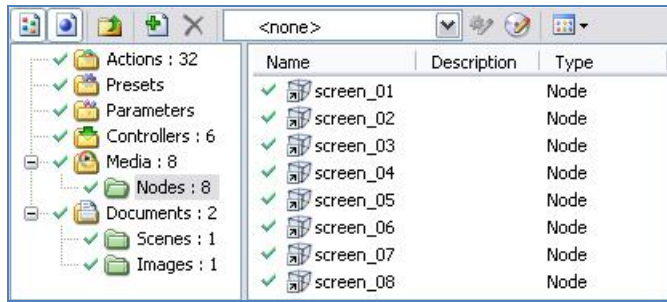 <none>
Actions : 32
Presets
Parameters
Controllers : 6
Media : 8
Nodes : 8
Documents : 2
Scenes : 1
Images : 1
Name Description Type
screen_01 Node
screen_02 Node
screen_03 Node
screen_04 Node
screen_05 Node
screen_06 Node
screen_07 Node
screen_08 Node